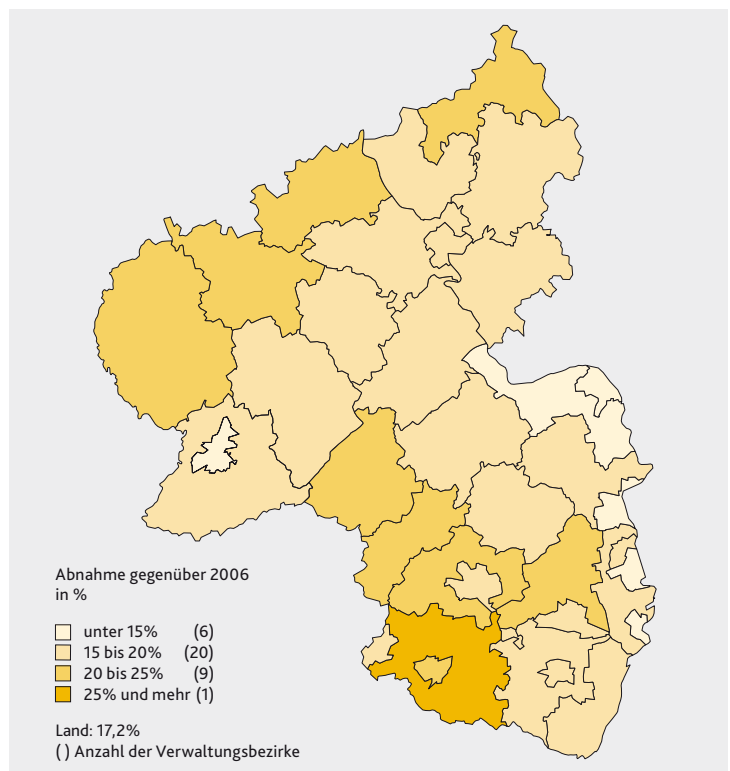 Abnahme gegenüber 2006
in %
unter 15% (6)
15 bis 20% (20)
20 bis 25% (9)
25% und mehr (1)
Land: 17,2%
( ) Anzahl der Verwaltungsbezirke